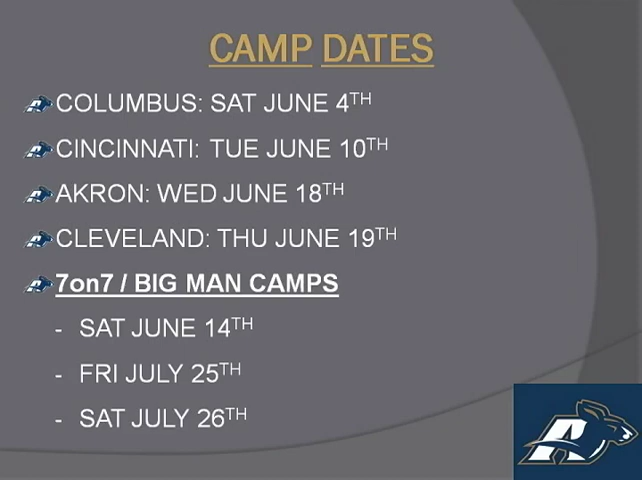 CAMP DATES
COLUMBUS: SAT JUNE 4TH
CINCINNATI: TUE JUNE 10TH
AKRON: WED JUNE 18TH
CLEVELAND: THU JUNE 19TH
7on7 / BIG MAN CAMPS
- SAT JUNE 14TH
- FRI JULY 25TH
- SAT JULY 26TH